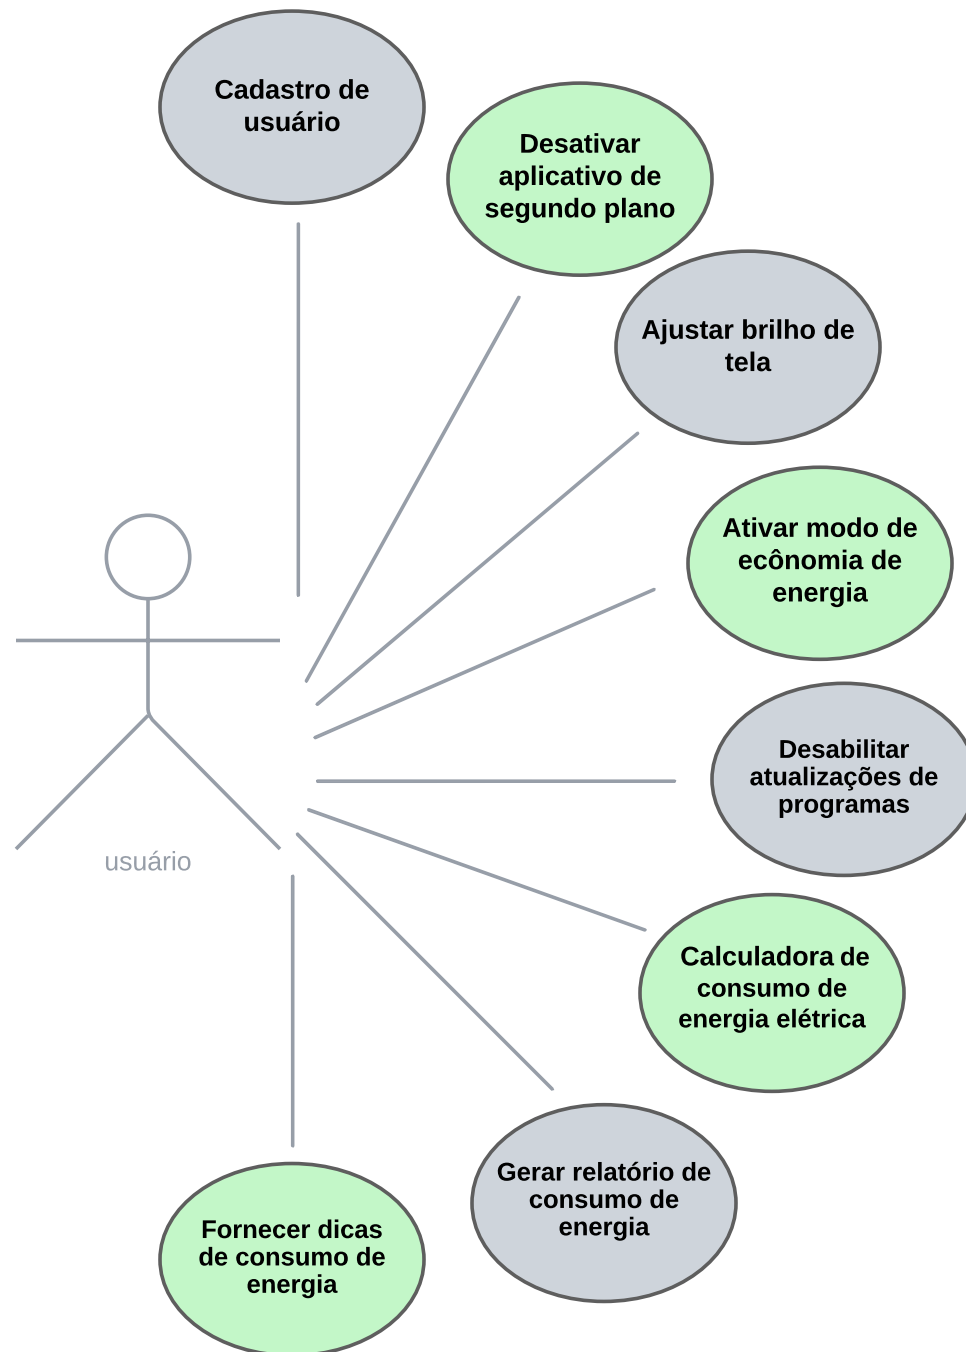 Cadastro de
usuário
Desativar
aplicativo de
segundo plano
Ajustar brilho de
tela
Ativar modo de
ecônomia de
energia
Desabilitar
atualizações de
programas
usuário
Calculadora de
consumo de
energia elétrica
Gerar relatório de
consumo de
energia
Fornecer dicas
de consumo de
energia